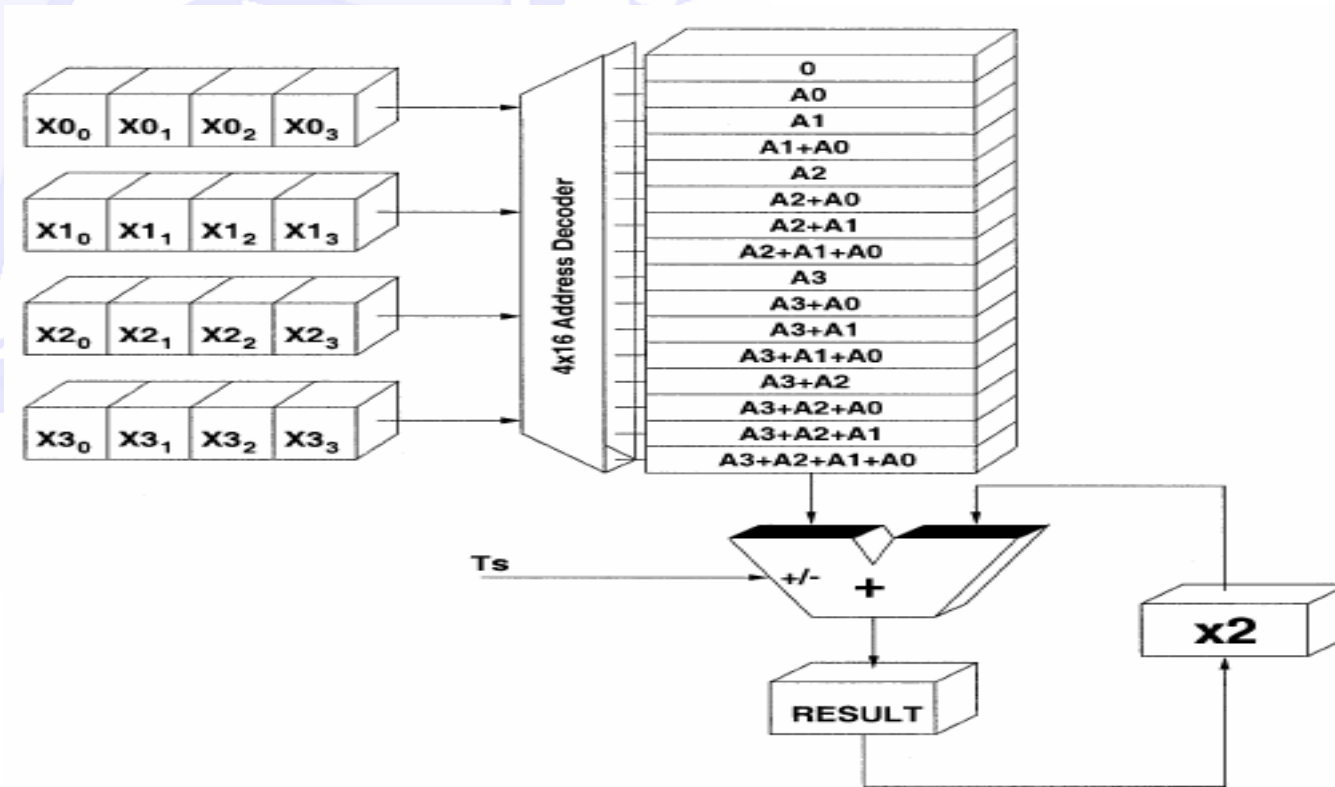 X0₀ X0₁ X0₂ X0₃
X1₀ X1₁ X1₂ X1₃
X2₀ X2₁ X2₂ X2₃
X3₀ X3₁ X3₂ X3₃
4x16 Address Decoder
0
A0
A1
A1+A0
A2
A2+A0
A2+A1
A2+A1+A0
A3
A3+A0
A3+A1
A3+A1+A0
A3+A2
A3+A2+A0
A3+A2+A1
A3+A2+A1+A0
Ts
+/-
+
x2
RESULT